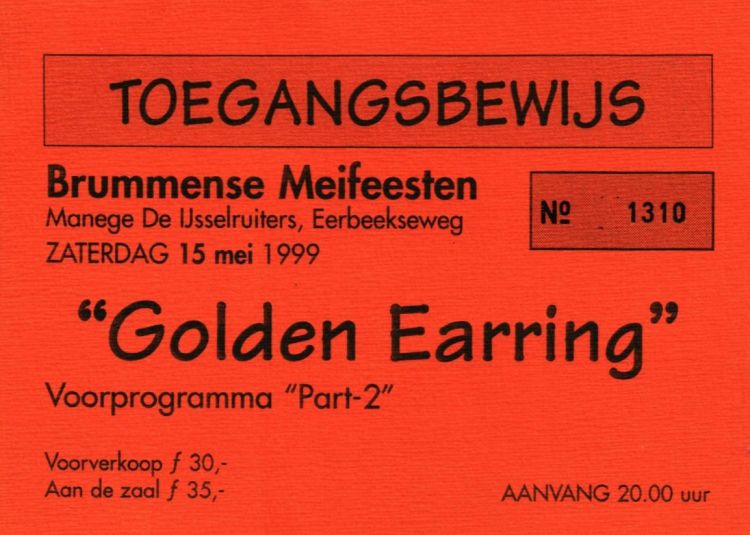 TOEGANGSBEWIJS
Brummense Meifeesten
Manege De IJsselruiters, Eerbeekseweg
ZATERDAG 15 mei 1999
Nº 1310
“Golden Earring”
Voorprogramma “Part-2”
Voorverkoop ƒ 30,-
Aan de zaal ƒ 35,-
AANVANG 20.00 uur